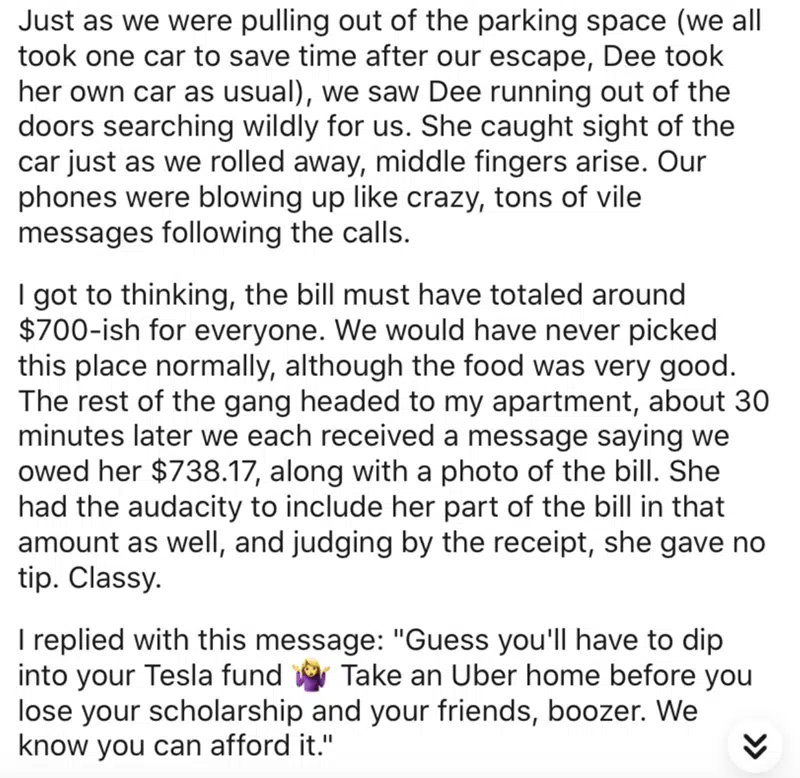 Just as we were pulling out of the parking space (we all
took one car to save time after our escape, Dee took
her own car as usual), we saw Dee running out of the
doors searching wildly for us. She caught sight of the
car just as we rolled away, middle fingers arise. Our
phones were blowing up like crazy, tons of vile
messages following the calls.
I got to thinking, the bill must have totaled around
$700-ish for everyone. We would have never picked
this place normally, although the food was very good.
The rest of the gang headed to my apartment, about 30
minutes later we each received a message saying we
owed her $738.17, along with a photo of the bill. She
had the audacity to include her part of the bill in that
amount as well, and judging by the receipt, she gave no
tip. Classy.
I replied with this message: "Guess you'll have to dip
into your Tesla fund 🤷‍♀️ Take an Uber home before you
lose your scholarship and your friends, boozer. We
know you can afford it."